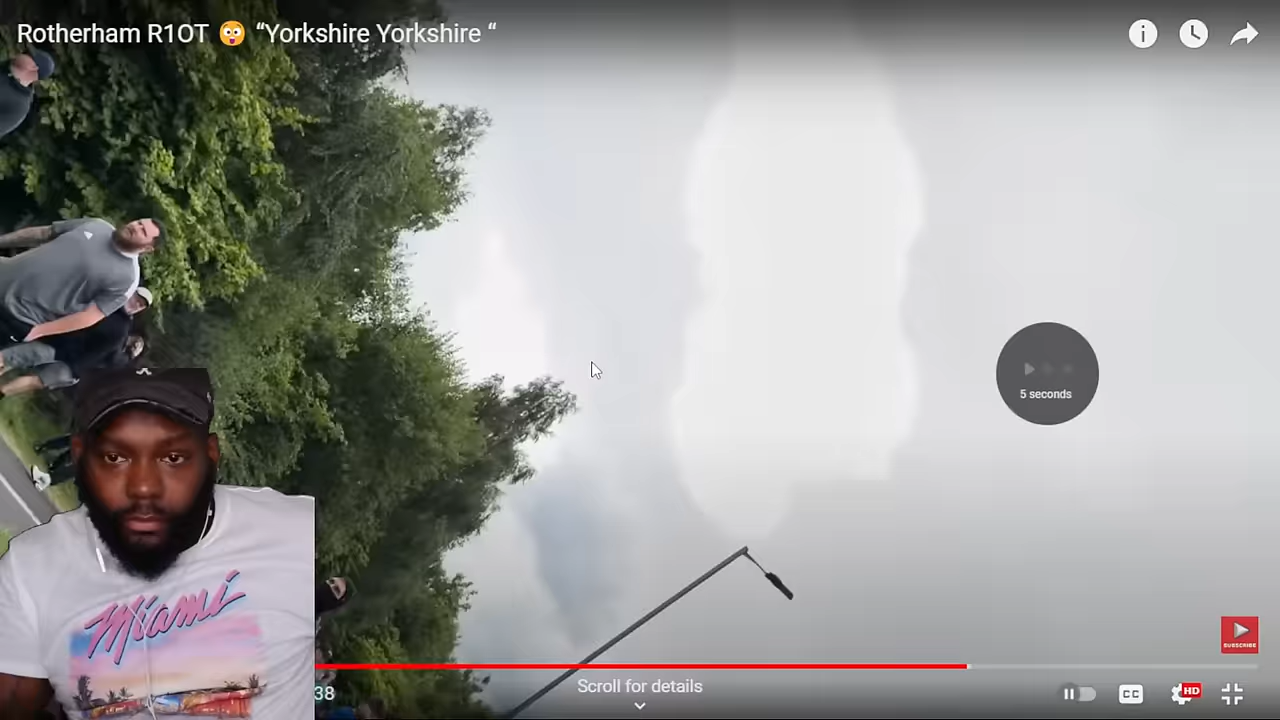 Rotherham R1OT 😳 “Yorkshire Yorkshire “
5 seconds
Miami
SUBSCRIBE
38
Scroll for details
CC
HD